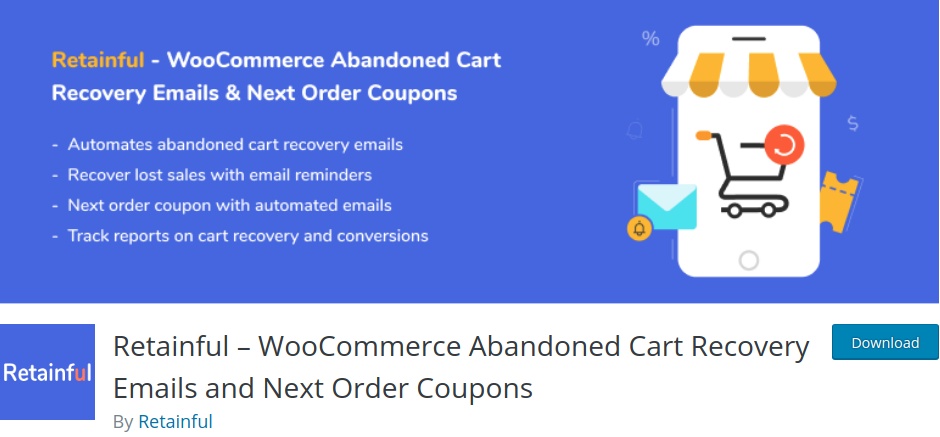 Retainful - WooCommerce Abandoned Cart
Recovery Emails & Next Order Coupons
- Automates abandoned cart recovery emails
- Recover lost sales with email reminders
- Next order coupon with automated emails
- Track reports on cart recovery and conversions
%
$
Retainful
Retainful – WooCommerce Abandoned Cart Recovery
Emails and Next Order Coupons
By Retainful
Download